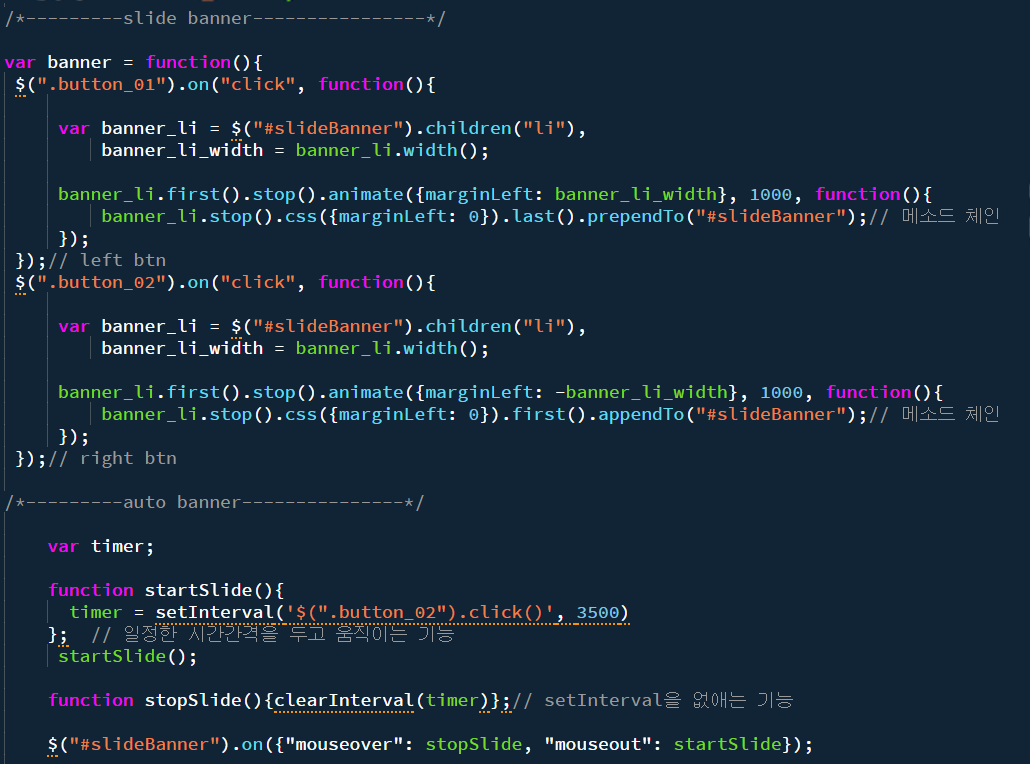 /*---------slide banner----------------*/
var banner = function(){
$(".button_01").on("click", function(){
var banner_li = $("#slideBanner").children("li"),
banner_li_width = banner_li.width();
banner_li.first().stop().animate({marginLeft: banner_li_width}, 1000, function(){
banner_li.stop().css({marginLeft: 0}).last().prependTo("#slideBanner");// 메소드 체인
});
});// left btn
$(".button_02").on("click", function(){
var banner_li = $("#slideBanner").children("li"),
banner_li_width = banner_li.width();
banner_li.first().stop().animate({marginLeft: -banner_li_width}, 1000, function(){
banner_li.stop().css({marginLeft: 0}).first().appendTo("#slideBanner");// 메소드 체인
});
});// right btn
/*---------auto banner---------------*/
var timer;
function startSlide(){
timer = setInterval('$(".button_02").click()', 3500)
}; // 일정한 시간간격을 두고 움직이는 기능
startSlide();
function stopSlide(){clearInterval(timer)};// setInterval을 없애는 기능
$("#slideBanner").on({"mouseover": stopSlide, "mouseout": startSlide});